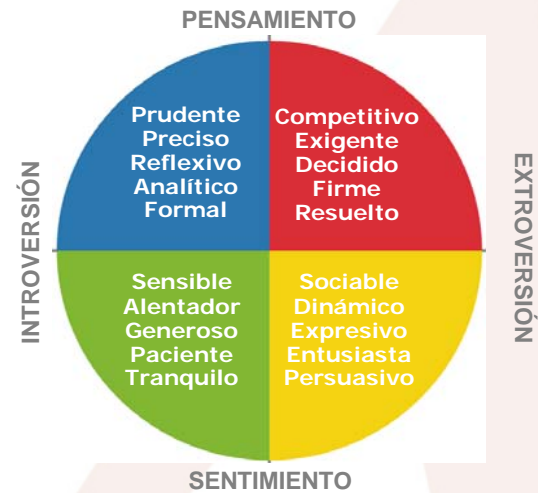 PENSAMIENTO
Prudente
Preciso
Reflexivo
Analítico
Formal
Competitivo
Exigente
Decidido
Firme
Resuelto
INTROVERSIÓN
EXTROVERSIÓN
Sensible
Alentador
Generoso
Paciente
Tranquilo
Sociable
Dinámico
Expresivo
Entusiasta
Persuasivo
SENTIMIENTO